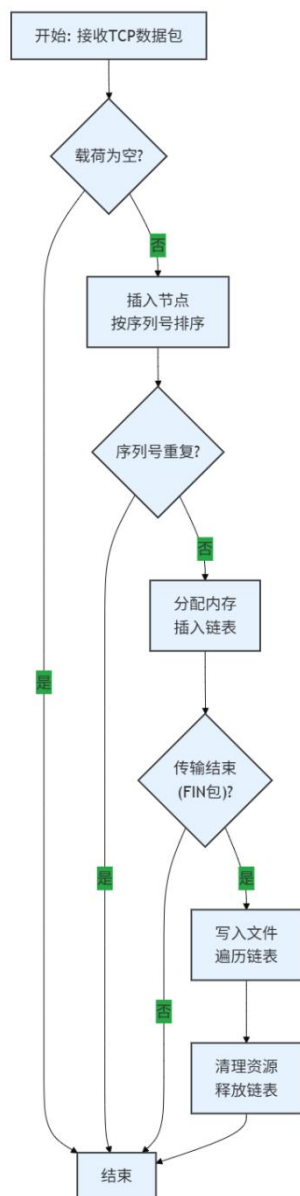 开始: 接收TCP数据包
载荷为空?
否
插入节点
按序列号排序
序列号重复?
否
分配内存
插入链表
是
传输结束
(FIN包)?
是
是
写入文件
遍历链表
否
清理资源
释放链表
结束